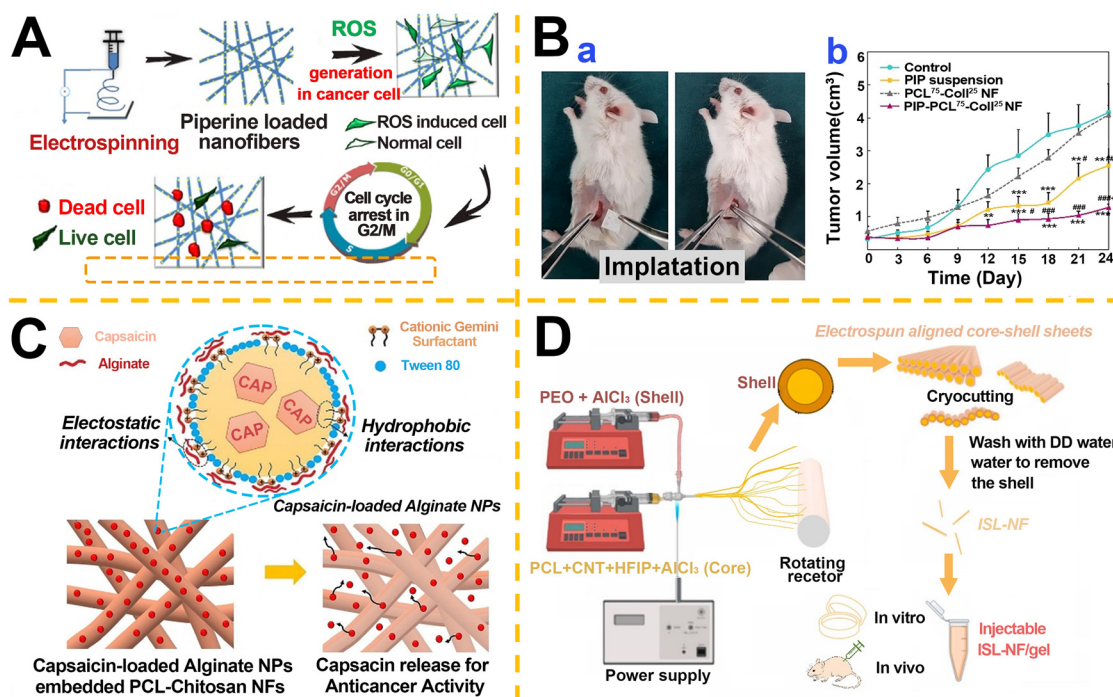 A
Electrospinning
Piperine loaded
nanofibers
ROS
generation
in cancer cell
ROS induced cell
Normal cell
Dead cell
Live cell
G2/M
G0/G1
S
Cell cycle
arrest in
G2/M
B
a
Implatation
b
Tumor volume(cm³)
6
5
4
3
2
1
Control
PIP suspension
PCL⁷⁵-Coll²⁵ NF
PIP-PCL⁷⁵-Coll²⁵ NF
** # ** ##
*** ***
** *** # ### ### ###
*** *** ***
0 3 6 9 12 15 18 21 24
Time (Day)
C
Capsaicin
Alginate
Cationic Gemini
Surfactant
Tween 80
CAP
CAP
CAP
Electostatic
interactions
Hydrophobic
interactions
Capsaicin-loaded Alginate NPs
Capsaicin-loaded Alginate NPs
embedded PCL-Chitosan NFs
Capsacin release for
Anticancer Activity
D
Electrospun aligned core-shell sheets
Shell
PEO + AlCl₃ (Shell)
Cryocutting
Wash with DD water
water to remove
the shell
ISL-NF
PCL+CNT+HFIP+AlCl₃ (Core)
Rotating
recetor
Power supply
In vitro
In vivo
Injectable
ISL-NF/gel